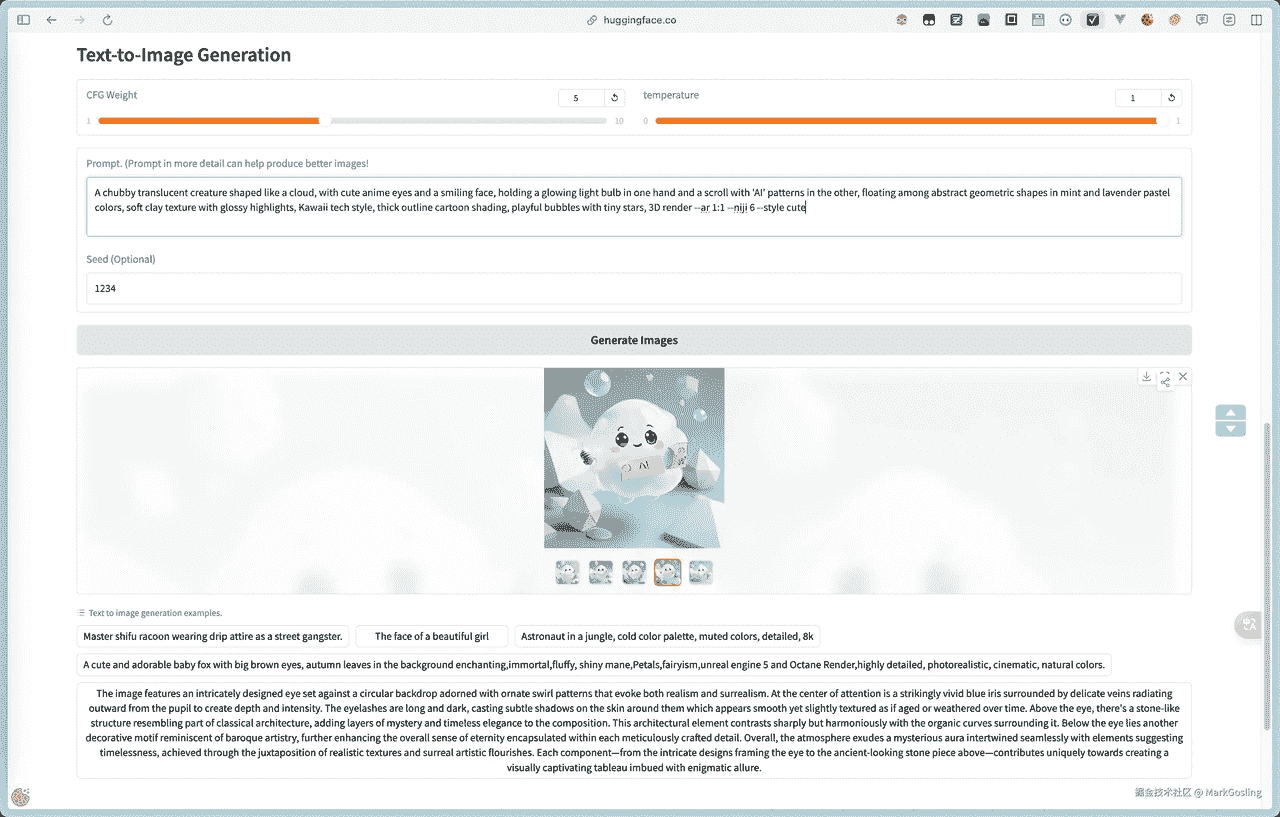 huggingface.co
Text-to-Image Generation
CFG Weight
5
temperature
1
1
10
0
1
Prompt. (Prompt in more detail can help produce better images!
A chubby translucent creature shaped like a cloud, with cute anime eyes and a smiling face, holding a glowing light bulb in one hand and a scroll with 'AI' patterns in the other, floating among abstract geometric shapes in mint and lavender pastel
colors, soft clay texture with glossy highlights, Kawaii tech style, thick outline cartoon shading, playful bubbles with tiny stars, 3D render --ar 1:1 --niji 6 --style cute
Seed (Optional)
1234
Generate Images
AI
Text to image generation examples.
Master shifu racoon wearing drip attire as a street gangster.
The face of a beautiful girl
Astronaut in a jungle, cold color palette, muted colors, detailed, 8k
A cute and adorable baby fox with big brown eyes, autumn leaves in the background enchanting,immortal,fluffy, shiny mane,Petals,fairyism,unreal engine 5 and Octane Render,highly detailed, photorealistic, cinematic, natural colors.
The image features an intricately designed eye set against a circular backdrop adorned with ornate swirl patterns that evoke both realism and surrealism. At the center of attention is a strikingly vivid blue iris surrounded by delicate veins radiating
outward from the pupil to create depth and intensity. The eyelashes are long and dark, casting subtle shadows on the skin around them which appears smooth yet slightly textured as if aged or weathered over time. Above the eye, there's a stone-like
structure resembling part of classical architecture, adding layers of mystery and timeless elegance to the composition. This architectural element contrasts sharply but harmoniously with the organic curves surrounding it. Below the eye lies another
decorative motif reminiscent of baroque artistry, further enhancing the overall sense of eternity encapsulated within each meticulously crafted detail. Overall, the atmosphere exudes a mysterious aura intertwined seamlessly with elements suggesting
timelessness, achieved through the juxtaposition of realistic textures and surreal artistic flourishes. Each component—from the intricate designs framing the eye to the ancient-looking stone piece above—contributes uniquely towards creating a
visually captivating tableau imbued with enigmatic allure.
掘金技术社区 @ MarkGosling